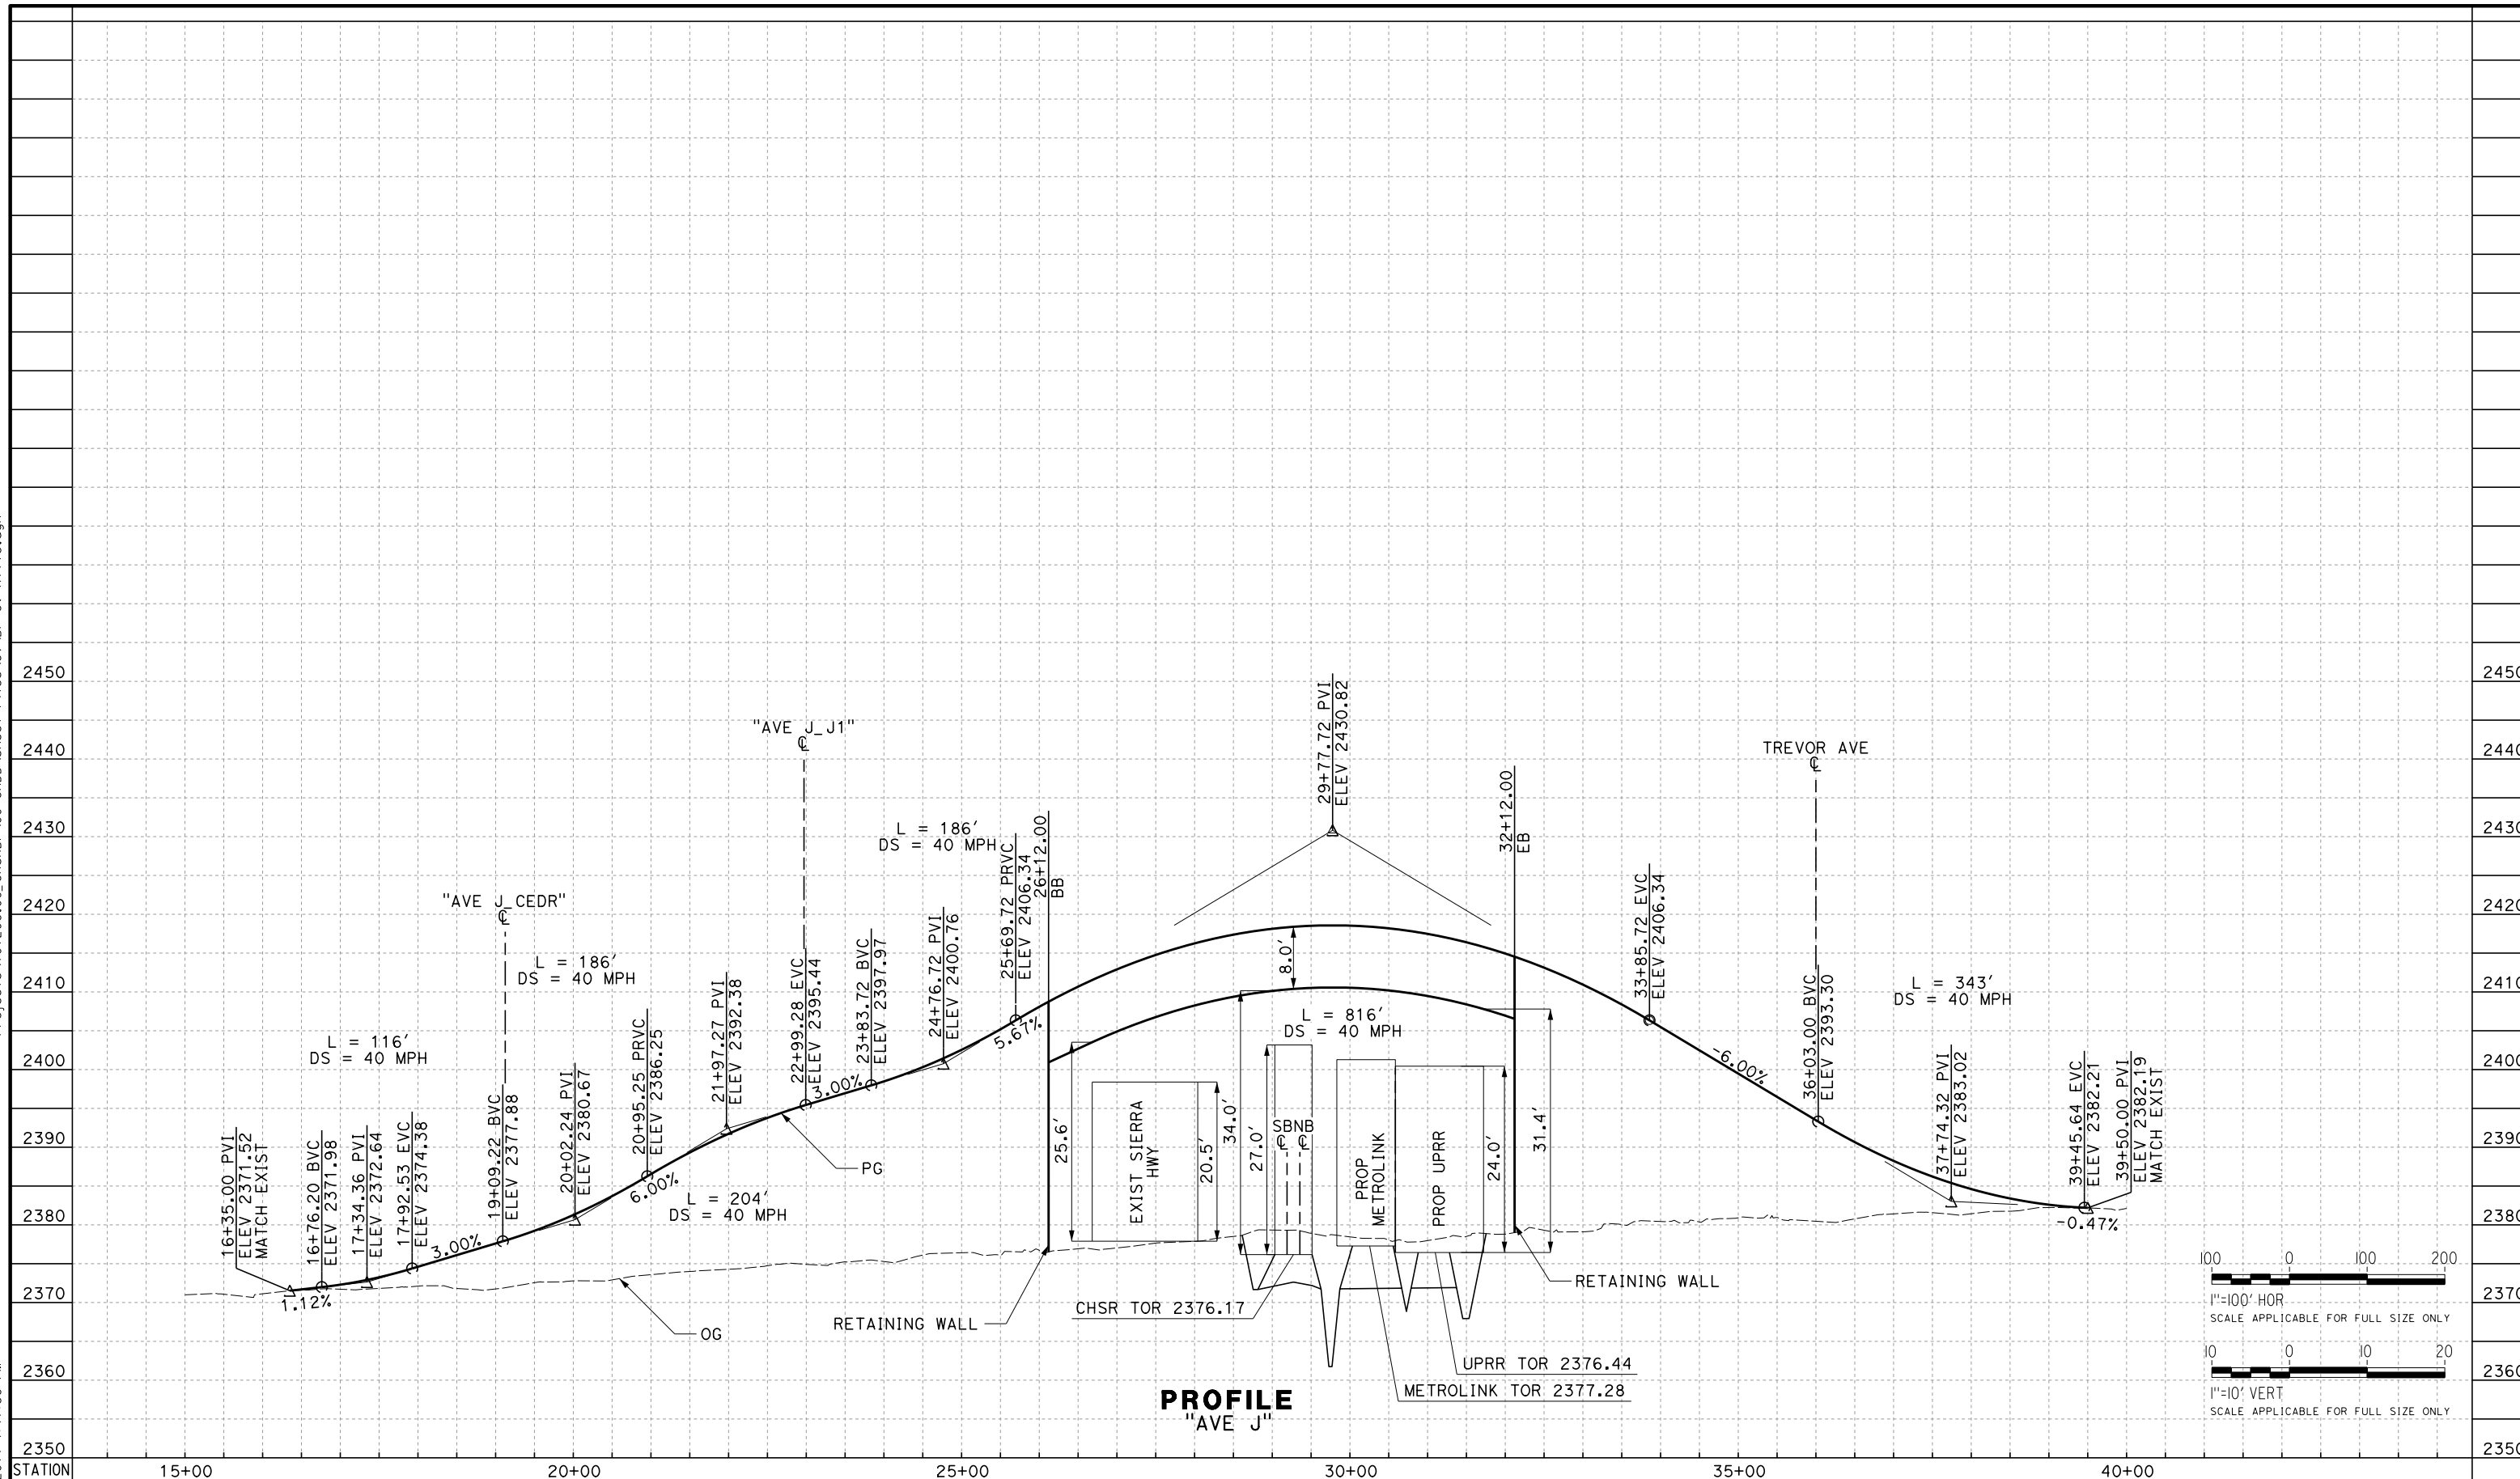 2450
2440
2430
2420
2410
2400
2390
2380
2370
2360
2350
STATION
15+00
20+00
25+00
30+00
35+00
40+00
16+35.00 PVI
ELEV 2371.52
MATCH EXIST
1.12%
16+76.20 BVC
ELEV 2371.98
L = 116'
DS = 40 MPH
17+34.36 PVI
ELEV 2372.64
17+92.53 EVC
ELEV 2374.38
3.00%
"AVE J_CEDR"
℄
19+09.22 BVC
ELEV 2377.88
L = 186'
DS = 40 MPH
20+02.24 PVI
ELEV 2380.67
20+95.25 PRVC
ELEV 2386.25
6.00%
L = 204'
DS = 40 MPH
21+97.27 PVI
ELEV 2392.38
"AVE J_J1"
℄
22+99.28 EVC
ELEV 2395.44
3.00%
23+83.72 BVC
ELEV 2397.97
L = 186'
DS = 40 MPH
24+76.72 PVI
ELEV 2400.76
25+69.72 PRVC
ELEV 2406.34
5.67%
26+12.00
BB
PG
OG
RETAINING WALL
25.6'
EXIST SIERRA
HWY
20.5'
34.0'
27.0'
SB NB
℄ ℄
8.0'
29+77.72 PVI
ELEV 2430.82
L = 816'
DS = 40 MPH
PROP
METROLINK
PROP UPRR
24.0'
31.4'
32+12.00
EB
RETAINING WALL
CHSR TOR 2376.17
UPRR TOR 2376.44
METROLINK TOR 2377.28
33+85.72 EVC
ELEV 2406.34
-6.00%
TREVOR AVE
℄
36+03.00 BVC
ELEV 2393.30
L = 343'
DS = 40 MPH
37+74.32 PVI
ELEV 2383.02
39+45.64 EVC
ELEV 2382.21
39+50.00 PVI
ELEV 2382.19
MATCH EXIST
-0.47%
100 0 100 200
1"=100' HOR
SCALE APPLICABLE FOR FULL SIZE ONLY
10 0 10 20
1"=10' VERT
SCALE APPLICABLE FOR FULL SIZE ONLY
PROFILE
"AVE J"